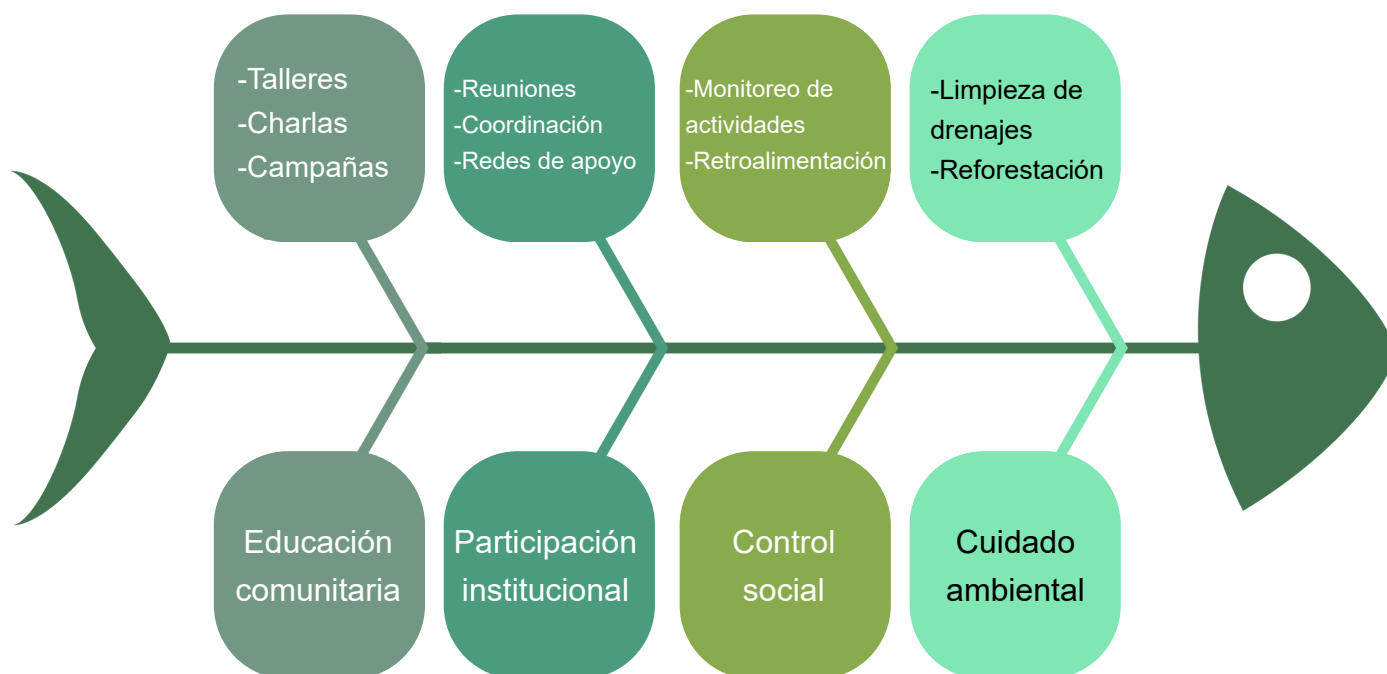 -Talleres
-Charlas
-Campañas
-Reuniones
-Coordinación
-Redes de apoyo
-Monitoreo de
actividades
-Retroalimentación
-Limpieza de
drenajes
-Reforestación
Educación
comunitaria
Participación
institucional
Control
social
Cuidado
ambiental